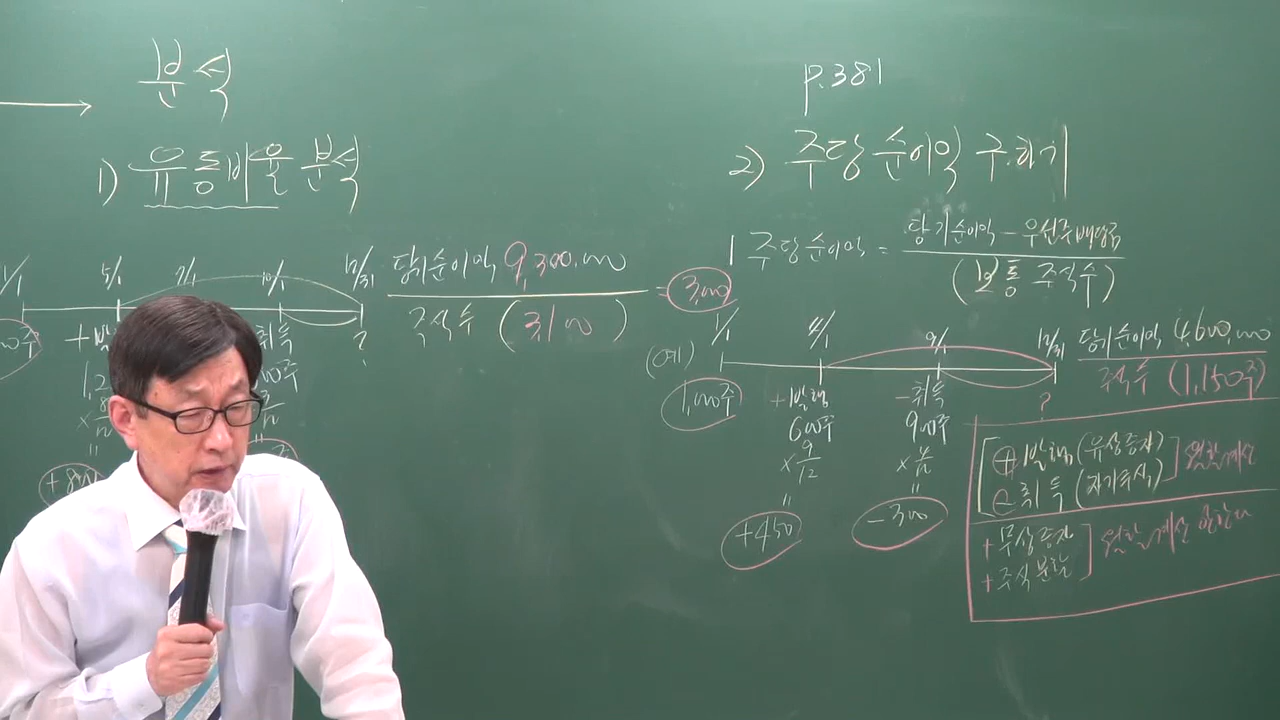 분석
1) 유통비율 분석
1/1 5/1 7/1 10/1 12/31
+발
취득
?
당기순이익 9,300,000
주식수 (3,100)
= 3,000
p.381
2) 주당순이익 구하기
1주당순이익 = 당기순이익 - 우선주배당금
(보통 주식수)
(예)
1/1 4/1 9/1 12/31
1,000주
+발행
600주
× 9/12
"
+450
-취득
900주
× 4/12
"
-300
?
당기순이익 4,600,000
주식수 (1,150주)
⊕ 발행 (유상증자)
⊖ 취득 (자기주식)
] 월할계산
+ 무상증자
+ 주식분할
] 월할계산 안한다